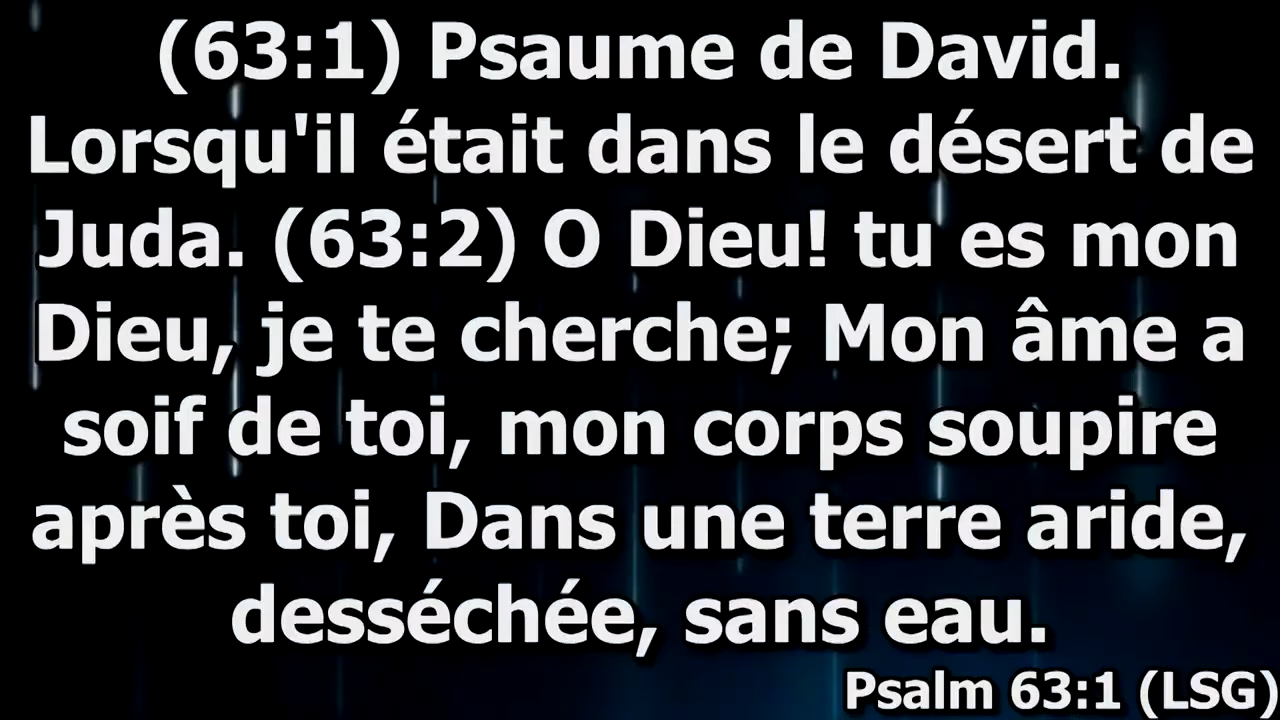 (63:1) Psaume de David.
Lorsqu'il était dans le désert de
Juda. (63:2) O Dieu! tu es mon
Dieu, je te cherche; Mon âme a
soif de toi, mon corps soupire
après toi, Dans une terre aride,
desséchée, sans eau.
Psalm 63:1 (LSG)